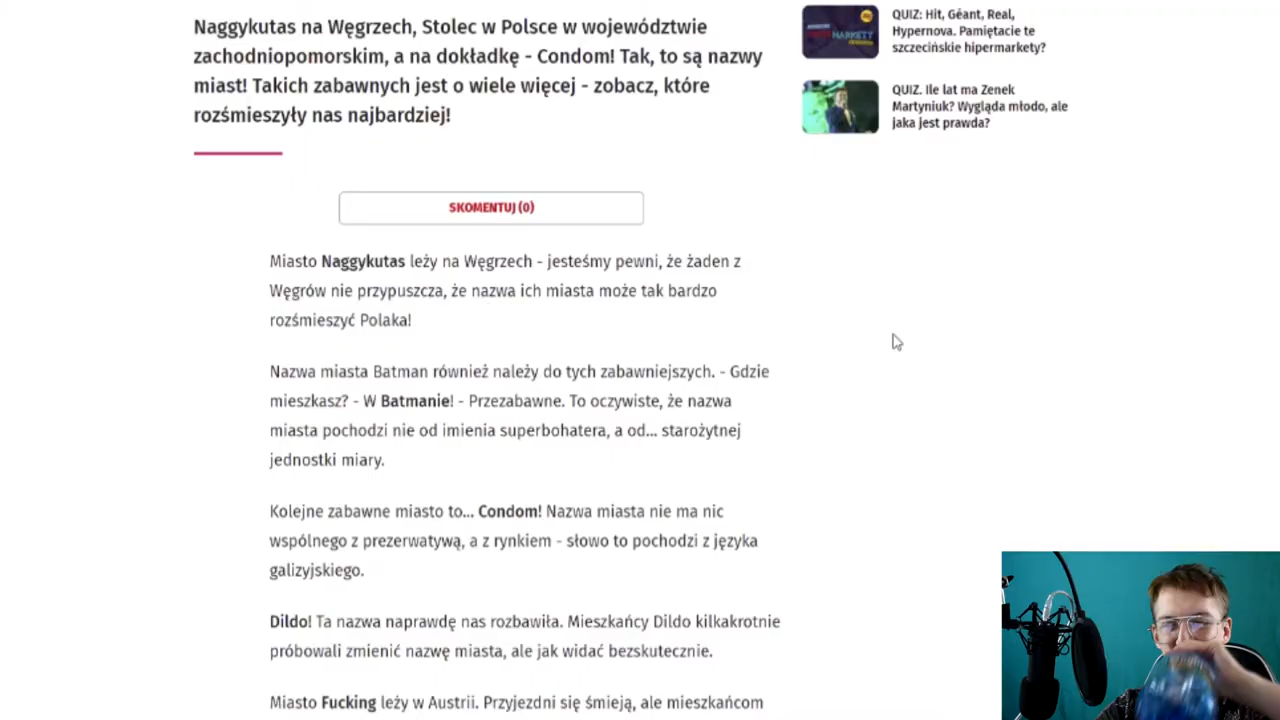 Naggykutas na Węgrzech, Stolec w Polsce w województwie
zachodniopomorskim, a na dokładkę - Condom! Tak, to są nazwy
miast! Takich zabawnych jest o wiele więcej - zobacz, które
rozśmieszyły nas najbardziej!
SKOMENTUJ (0)
Miasto Naggykutas leży na Węgrzech - jesteśmy pewni, że żaden z
Węgrów nie przypuszcza, że nazwa ich miasta może tak bardzo
rozśmieszyć Polaka!
Nazwa miasta Batman również należy do tych zabawniejszych. - Gdzie
mieszkasz? - W Batmanie! - Przezabawne. To oczywiste, że nazwa
miasta pochodzi nie od imienia superbohatera, a od... starożytnej
jednostki miary.
Kolejne zabawne miasto to... Condom! Nazwa miasta nie ma nic
wspólnego z prezerwatywą, a z rynkiem - słowo to pochodzi z języka
galizyjskiego.
Dildo! Ta nazwa naprawdę nas rozbawiła. Mieszkańcy Dildo kilkakrotnie
próbowali zmienić nazwę miasta, ale jak widać bezskutecznie.
Miasto Fucking leży w Austrii. Przyjezdni się śmieją, ale mieszkańcom
QUIZ: Hit, Géant, Real,
Hypernova. Pamiętacie te
szczecińskie hipermarkety?
QUIZ. Ile lat ma Zenek
Martyniuk? Wygląda młodo, ale
jaka jest prawda?